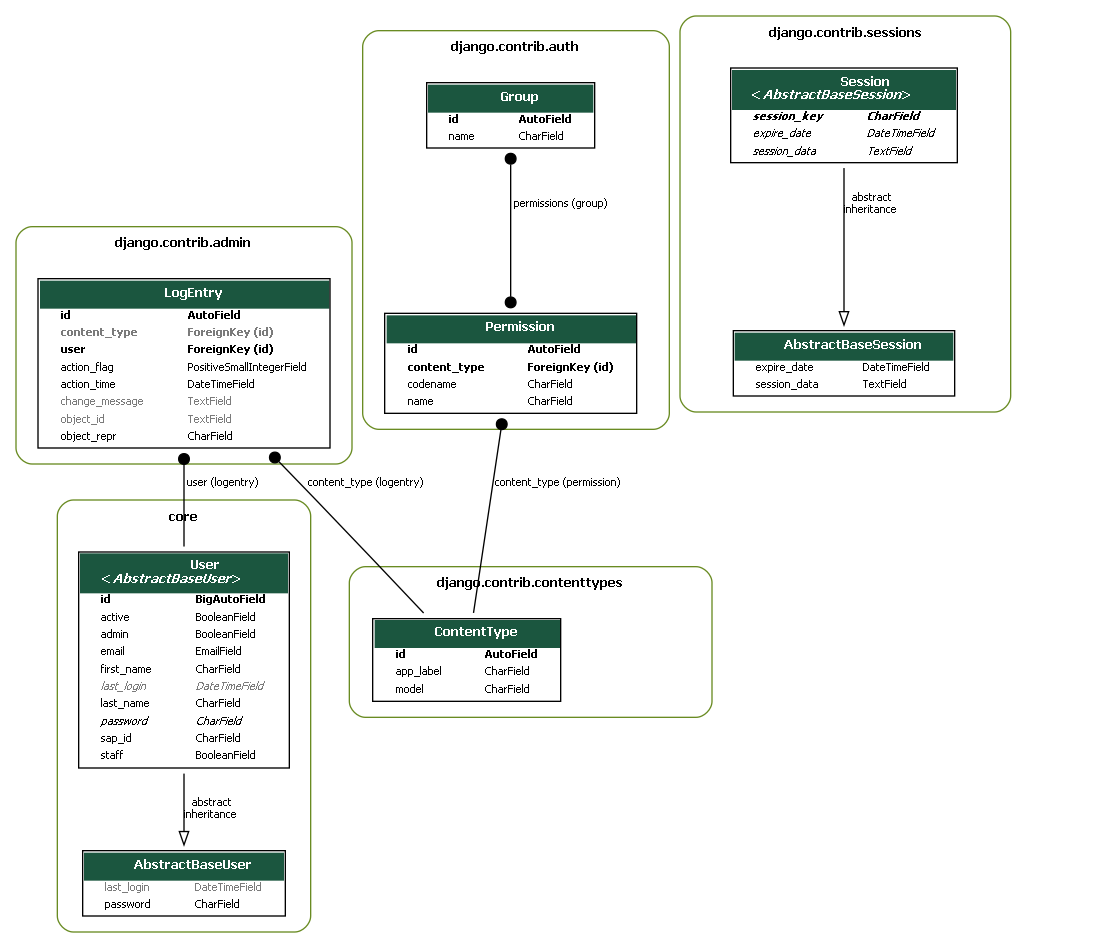 django.contrib.sessions
Session
<AbstractBaseSession>
session_key CharField
expire_date DateTimeField
session_data TextField
abstract
inheritance
AbstractBaseSession
expire_date DateTimeField
session_data TextField
django.contrib.auth
Group
id AutoField
name CharField
permissions (group)
Permission
id AutoField
content_type ForeignKey (id)
codename CharField
name CharField
django.contrib.admin
LogEntry
id AutoField
content_type ForeignKey (id)
user ForeignKey (id)
action_flag PositiveSmallIntegerField
action_time DateTimeField
change_message TextField
object_id TextField
object_repr CharField
user (logentry)
content_type (logentry)
content_type (permission)
core
User
<AbstractBaseUser>
id BigAutoField
active BooleanField
admin BooleanField
email EmailField
first_name CharField
last_login DateTimeField
last_name CharField
password CharField
sap_id CharField
staff BooleanField
abstract
inheritance
AbstractBaseUser
last_login DateTimeField
password CharField
django.contrib.contenttypes
ContentType
id AutoField
app_label CharField
model CharField